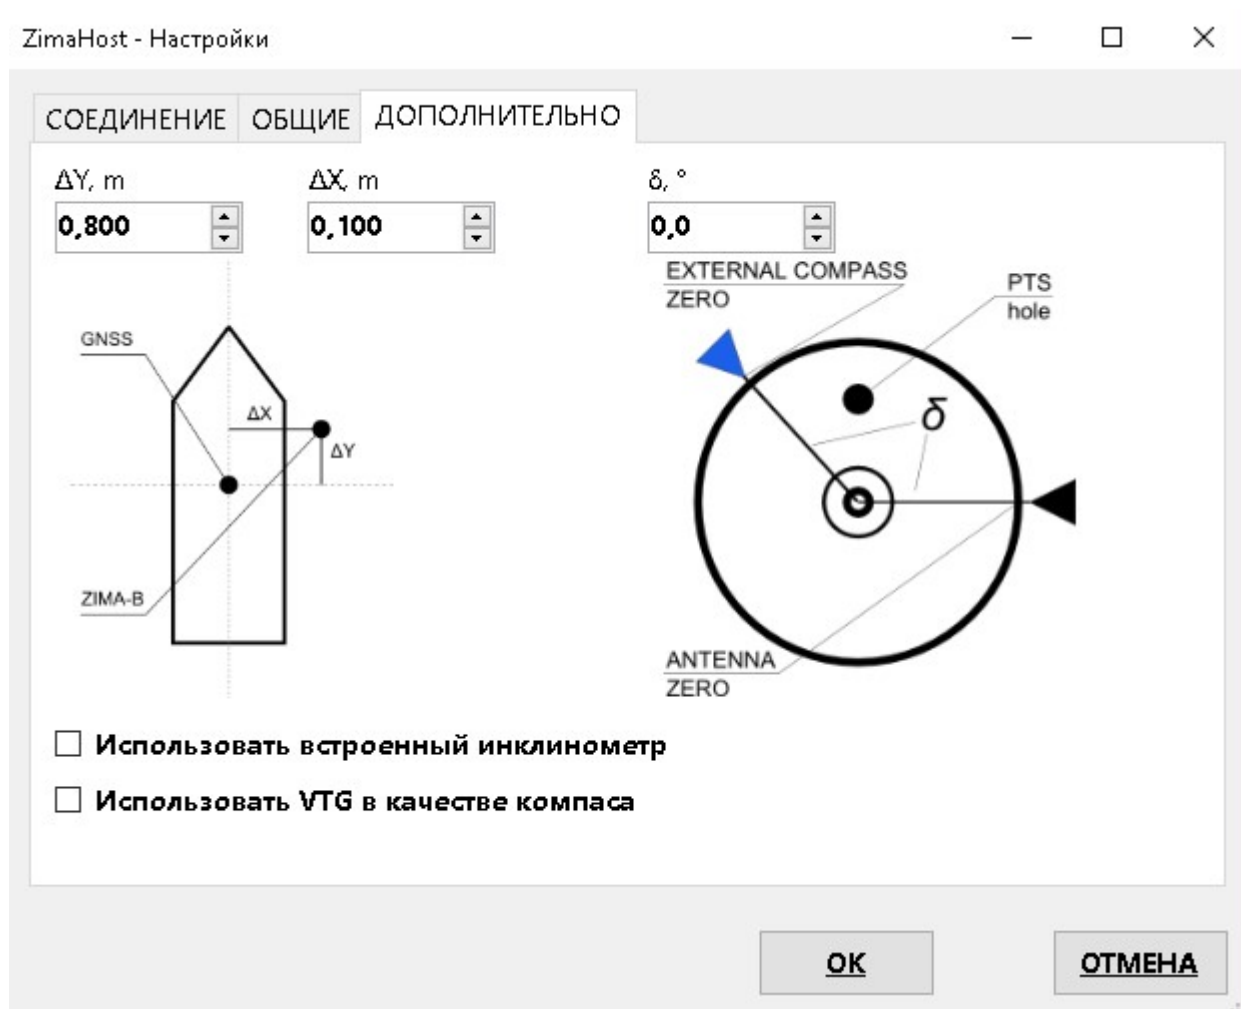 ZimaHost - Настройки
СОЕДИНЕНИЕ ОБЩИЕ ДОПОЛНИТЕЛЬНО
ΔY, m ΔX, m δ, °
0,800 0,100 0,0
GNSS
ΔX
ΔY
ZIMA-B
EXTERNAL COMPASS
ZERO
PTS
hole
δ
ANTENNA
ZERO
Использовать встроенный инклинометр
Использовать VTG в качестве компаса
OK ОТМЕНА